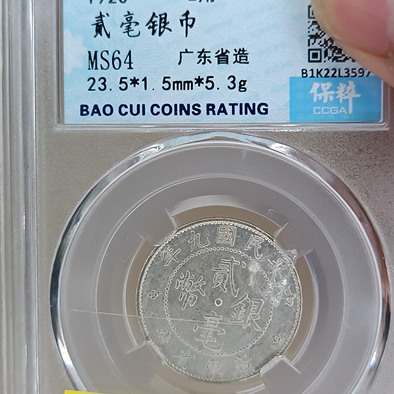 貳毫银币
MS64 广东省造
23.5*1.5mm*5.3g
BAO CUI COINS RATING
B1K22L3597
保粹
CCGA
民國九年
貳毫銀幣